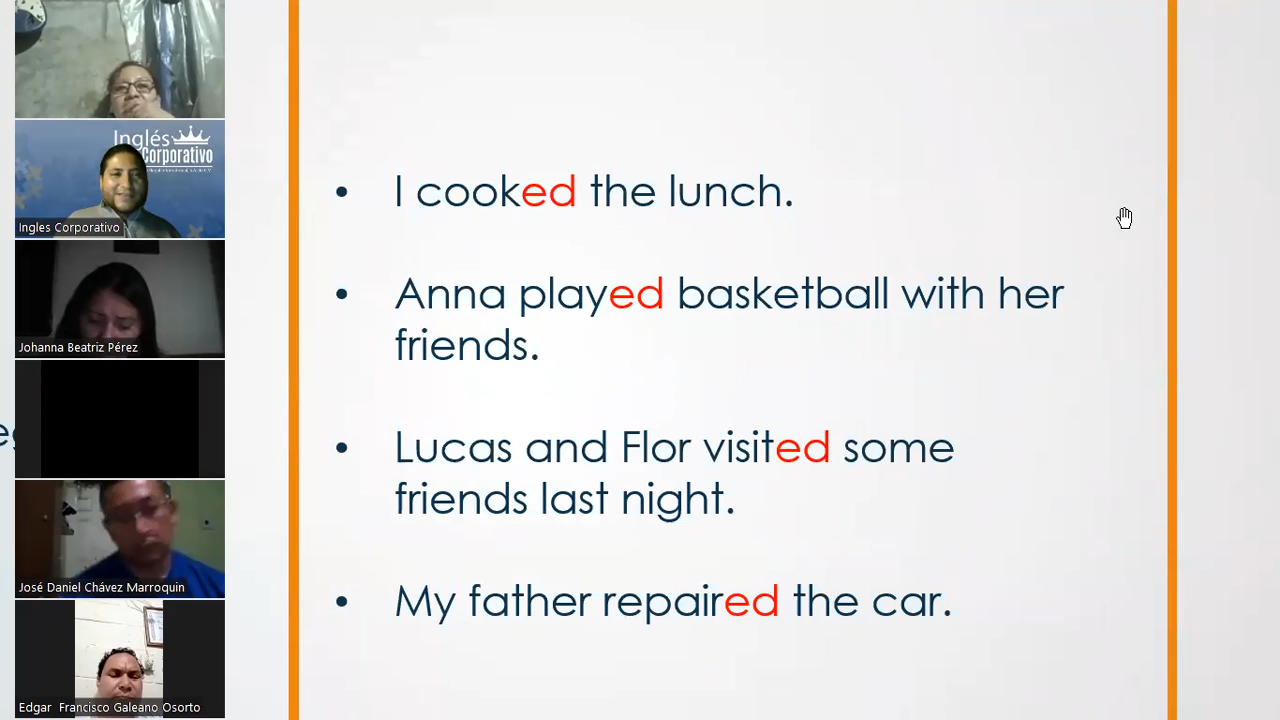 Inglés
Corporativo
Ingles Corporativo
Johanna Beatriz Pérez
José Daniel Chávez Marroquin
Edgar Francisco Galeano Osorto
• I cooked the lunch.
• Anna played basketball with her
friends.
• Lucas and Flor visited some
friends last night.
• My father repaired the car.